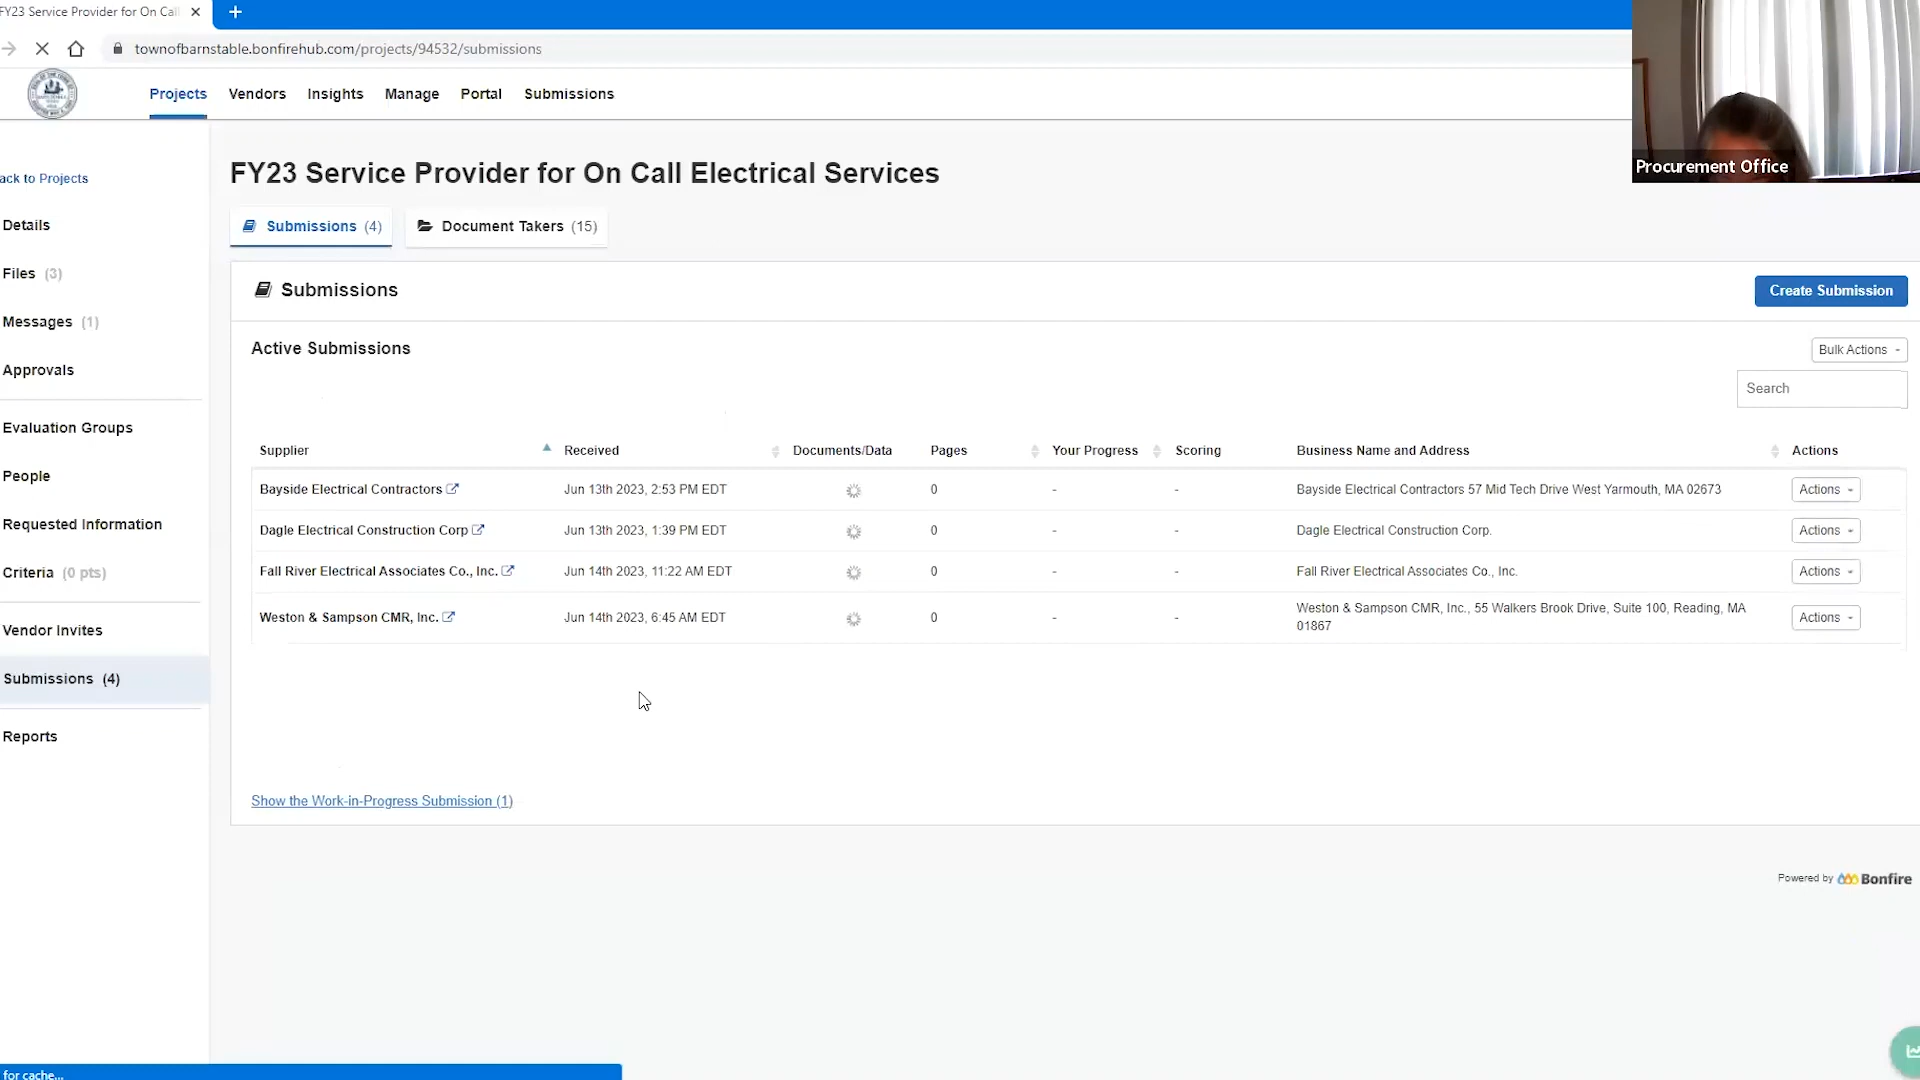 FY23 Service Provider for On Cal
townofbarnstable.bonfirehub.com/projects/94532/submissions
Projects Vendors Insights Manage Portal Submissions
Procurement Office
ack to Projects
Details
Files (3)
Messages (1)
Approvals
Evaluation Groups
People
Requested Information
Criteria (0 pts)
Vendor Invites
Submissions (4)
Reports
FY23 Service Provider for On Call Electrical Services
Submissions (4) Document Takers (15)
Submissions
Create Submission
Active Submissions
Bulk Actions
Search
Supplier Received Documents/Data Pages Your Progress Scoring Business Name and Address Actions
Bayside Electrical Contractors Jun 13th 2023, 2:53 PM EDT 0 - - Bayside Electrical Contractors 57 Mid Tech Drive West Yarmouth, MA 02673 Actions
Dagle Electrical Construction Corp Jun 13th 2023, 1:39 PM EDT 0 - - Dagle Electrical Construction Corp. Actions
Fall River Electrical Associates Co., Inc. Jun 14th 2023, 11:22 AM EDT 0 - - Fall River Electrical Associates Co., Inc. Actions
Weston & Sampson CMR, Inc. Jun 14th 2023, 6:45 AM EDT 0 - - Weston & Sampson CMR, Inc., 55 Walkers Brook Drive, Suite 100, Reading, MA
01867 Actions
Show the Work-in-Progress Submission (1)
Powered by Bonfire
for cache...